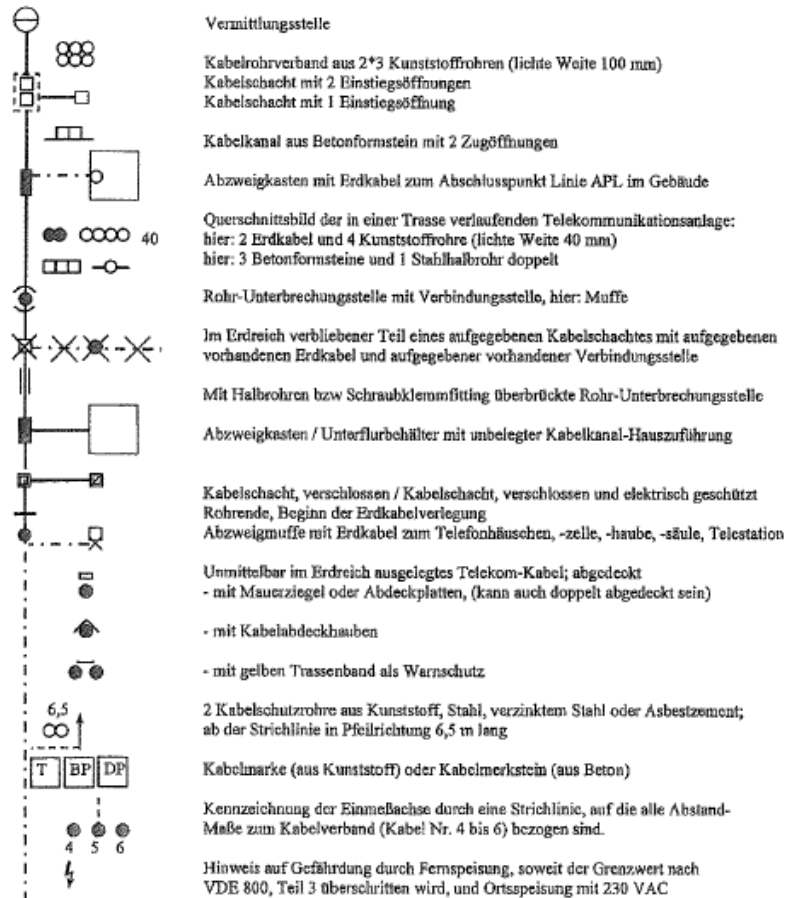 Vermittlungsstelle
Kabelrohrverband aus 2*3 Kunststoffrohren (lichte Weite 100 mm)
Kabelschacht mit 2 Einstiegsöffnungen
Kabelschacht mit 1 Einstiegsöffnung
Kabelkanal aus Betonformstein mit 2 Zugöffnungen
Abzweigkasten mit Erdkabel zum Abschlusspunkt Linie APL im Gebäude
Querschnittsbild der in einer Trasse verlaufenden Telekommunikationsanlage:
40 hier: 2 Erdkabel und 4 Kunststoffrohre (lichte Weite 40 mm)
hier: 3 Betonformsteine und 1 Stahlhalbrohr doppelt
Rohr-Unterbrechungsstelle mit Verbindungsstelle, hier: Muffe
Im Erdreich verbliebener Teil eines aufgegebenen Kabelschachtes mit aufgegebenen
vorhandenen Erdkabel und aufgegebener vorhandener Verbindungsstelle
Mit Halbrohren bzw Schraubklemmfitting überbrückte Rohr-Unterbrechungsstelle
Abzweigkasten / Unterflurbehälter mit unbelegter Kabelkanal-Hauszuführung
Kabelschacht, verschlossen / Kabelschacht, verschlossen und elektrisch geschützt
Rohrende, Beginn der Erdkabelverlegung
Abzweigmuffe mit Erdkabel zum Telefonhäuschen, -zelle, -haube, -säule, Telestation
Unmittelbar im Erdreich ausgelegtes Telekom-Kabel; abgedeckt
- mit Mauerziegel oder Abdeckplatten, (kann auch doppelt abgedeckt sein)
- mit Kabelabdeckhauben
- mit gelben Trassenband als Warnschutz
6,5
2 Kabelschutzrohre aus Kunststoff, Stahl, verzinktem Stahl oder Asbestzement;
ab der Strichlinie in Pfeilrichtung 6,5 m lang
T BP DP Kabelmarke (aus Kunststoff) oder Kabelmerkstein (aus Beton)
Kennzeichnung der Einmeßachse durch eine Strichlinie, auf die alle Abstand-
Maße zum Kabelverband (Kabel Nr. 4 bis 6) bezogen sind.
4 5 6
Hinweis auf Gefährdung durch Fernspeisung, soweit der Grenzwert nach
VDE 800, Teil 3 überschritten wird, und Ortsspeisung mit 230 VAC